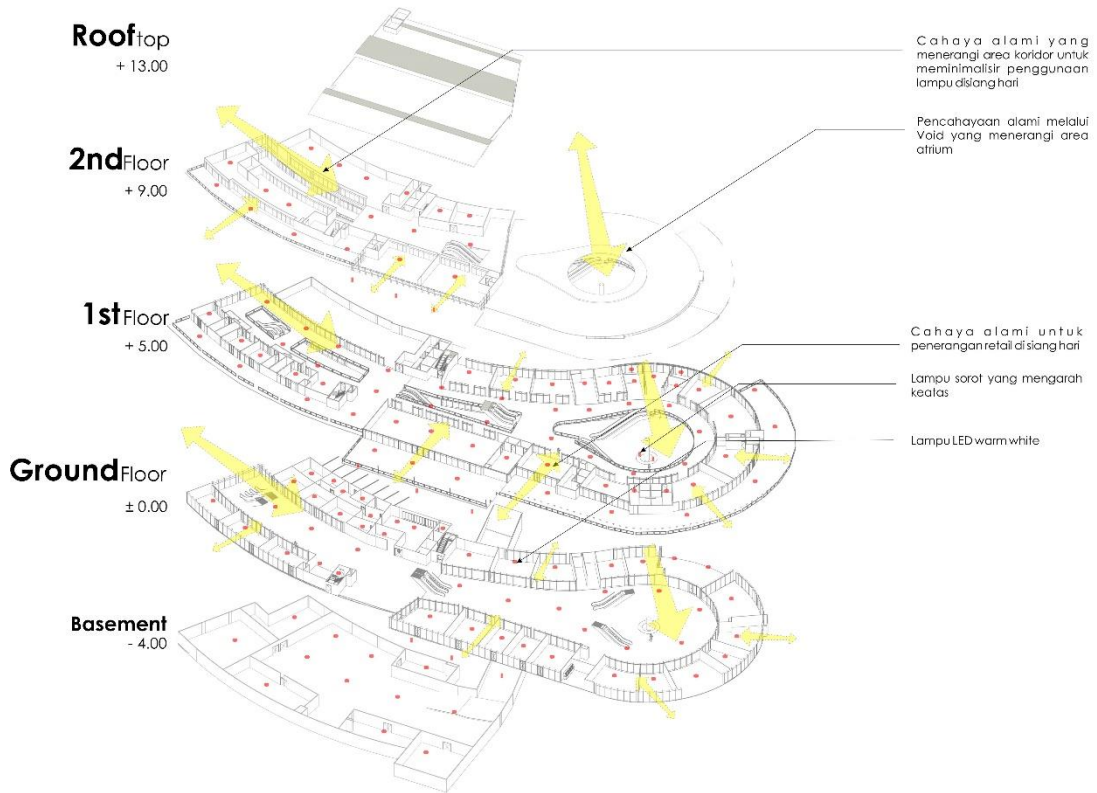 Rooftop
+ 13.00
2ndFloor
+ 9.00
1stFloor
+ 5.00
GroundFloor
± 0.00
Basement
- 4.00
Cahaya alami yang
menerangi area koridor untuk
meminimalisir penggunaan
lampu disiang hari
Pencahayaan alami melalui
Void yang menerangi area
atrium
Cahaya alami untuk
penerangan retail di siang hari
Lampu sorot yang mengarah
keatas
Lampu LED warm white